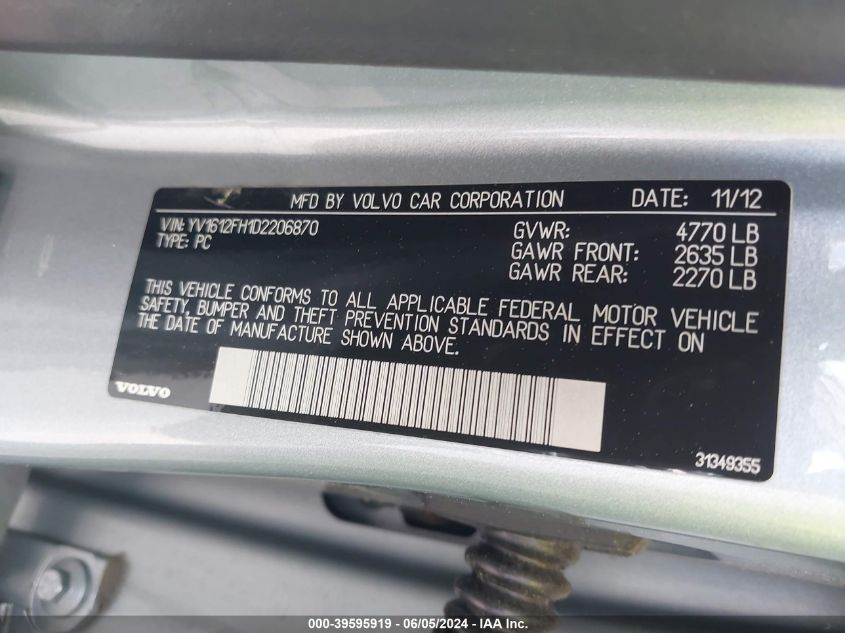 MFD BY VOLVO CAR CORPORATION DATE: 11/12
VIN: YV1612FH1D2206870
TYPE: PC
GVWR: 4770 LB
GAWR FRONT: 2635 LB
GAWR REAR: 2270 LB
THIS VEHICLE CONFORMS TO ALL APPLICABLE FEDERAL MOTOR VEHICLE
SAFETY, BUMPER AND THEFT PREVENTION STANDARDS IN EFFECT ON
THE DATE OF MANUFACTURE SHOWN ABOVE.
VOLVO
31349355
000-39595919 - 06/05/2024 - IAA Inc.